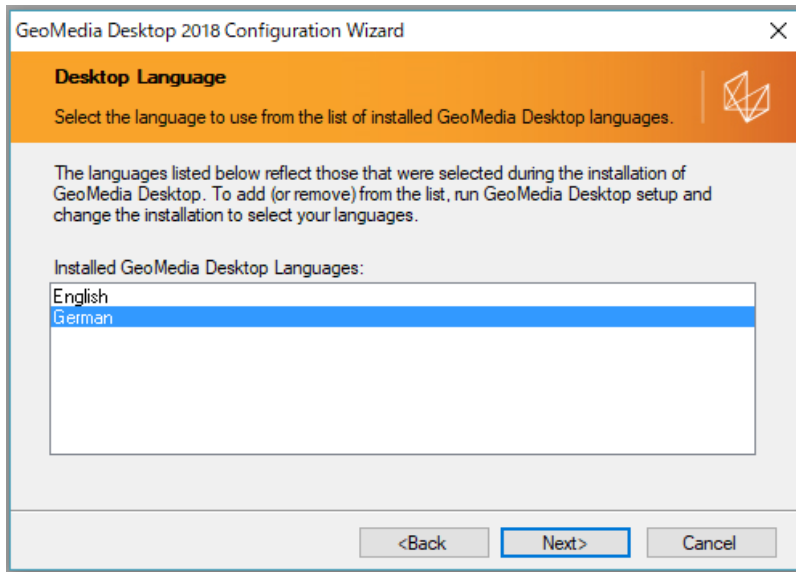 GeoMedia Desktop 2018 Configuration Wizard
Desktop Language
Select the language to use from the list of installed GeoMedia Desktop languages.
The languages listed below reflect those that were selected during the installation of
GeoMedia Desktop. To add (or remove) from the list, run GeoMedia Desktop setup and
change the installation to select your languages.
Installed GeoMedia Desktop Languages:
English
German
<Back
Next>
Cancel